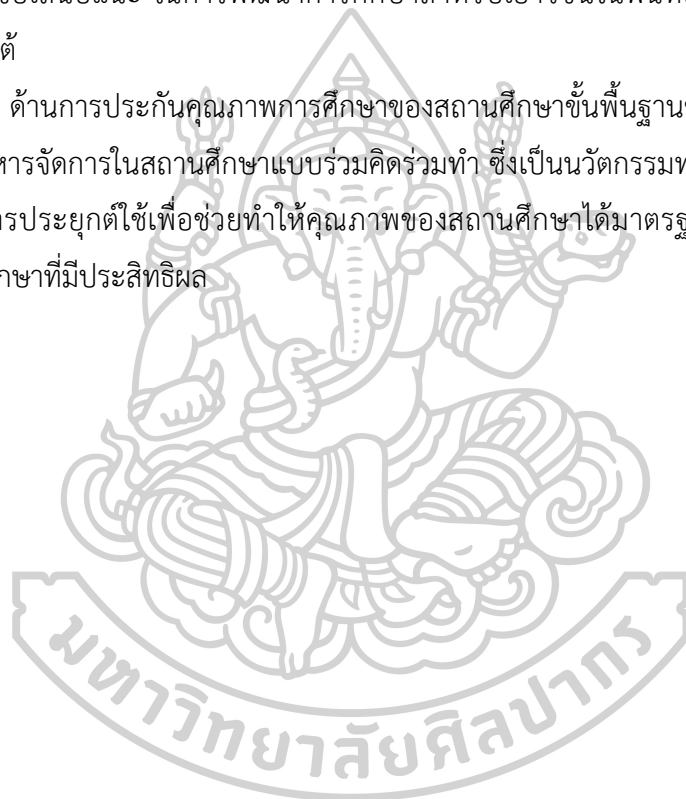 ต้
ด้านการประกันคุณภาพการศึกษาของสถานศึกษาขั้นพื้นฐาน
หารจัดการในสถานศึกษาแบบร่วมคิดร่วมทำ ซึ่งเป็นนวัตกรรม
ารประยุกต์ใช้เพื่อช่วยทำให้คุณภาพของสถานศึกษาได้มาตรฐ
กษาที่มีประสิทธิผล
มหาวิทยาลัยศิลปากร